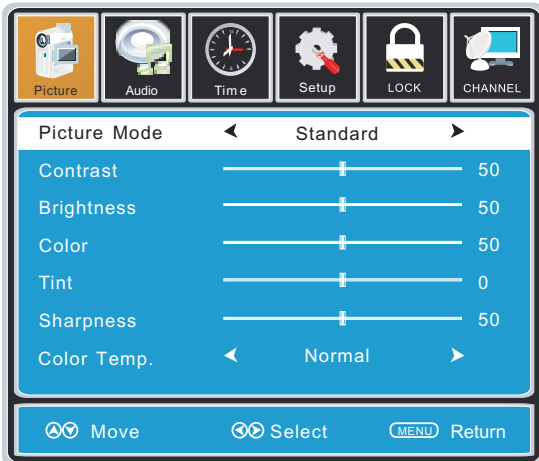 Picture Audio Time Setup LOCK CHANNEL
Picture Mode Standard
Contrast 50
Brightness 50
Color 50
Tint 0
Sharpness 50
Color Temp. Normal
Move Select MENU Return